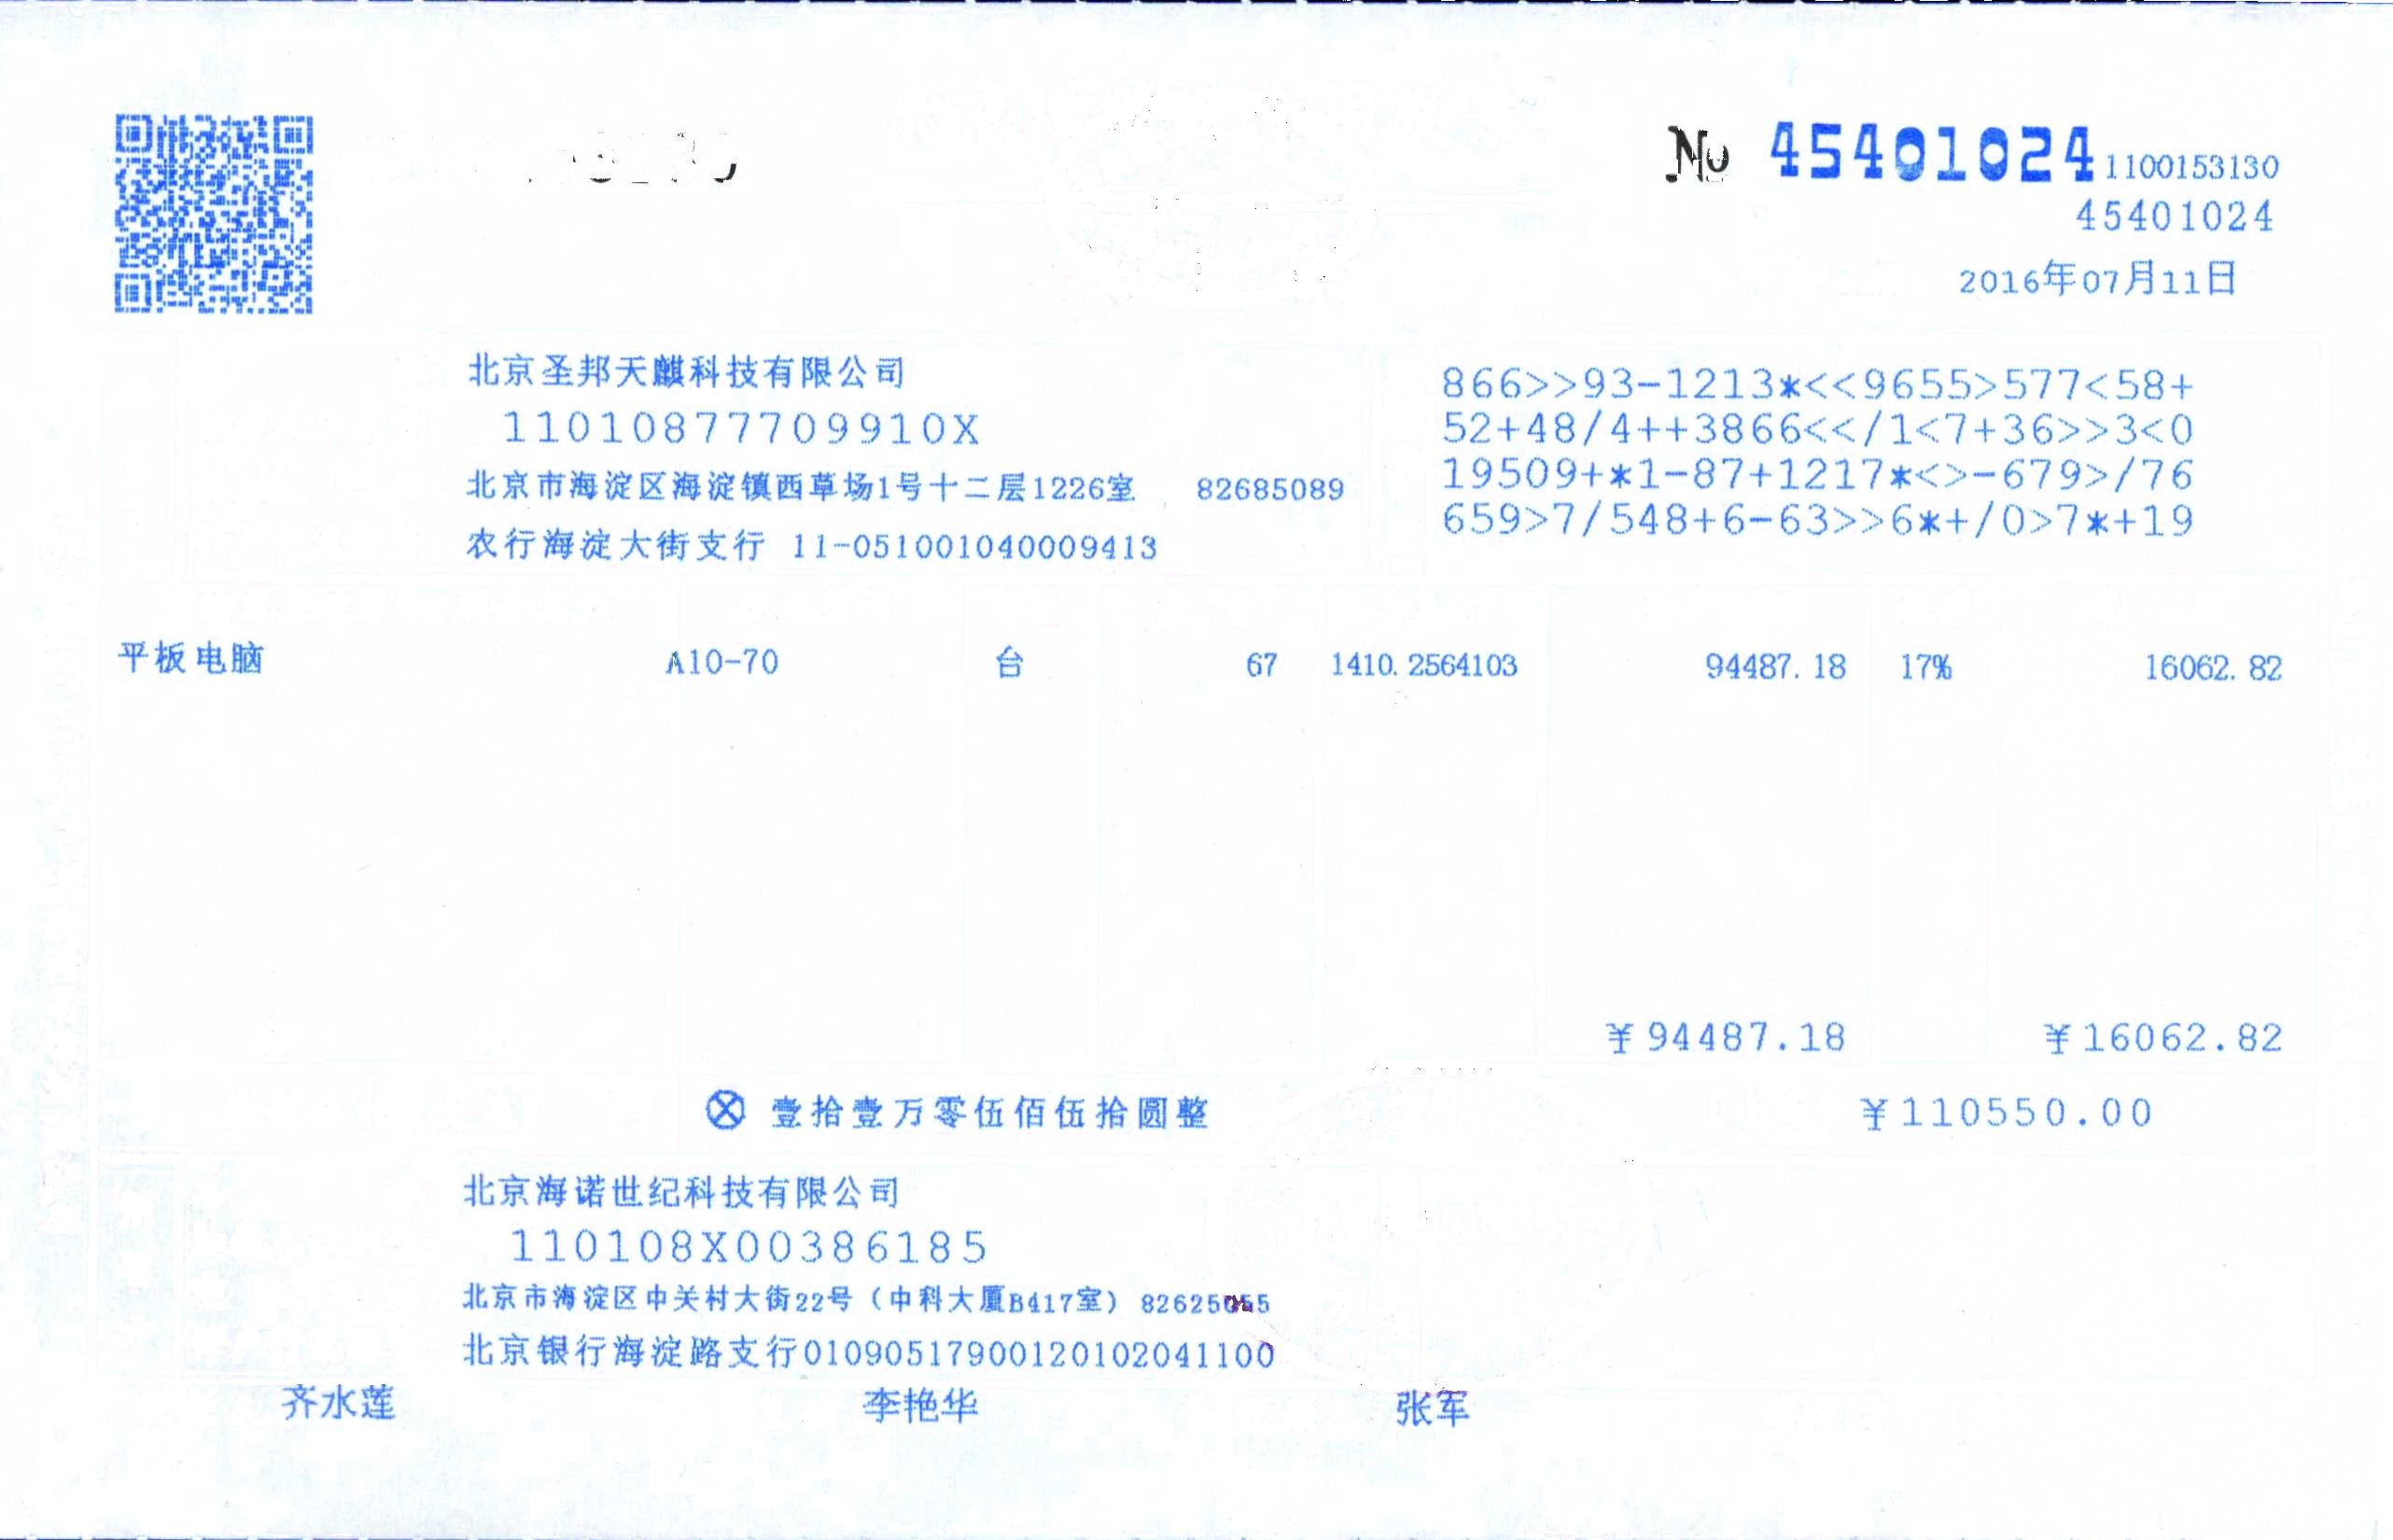 No 45401024 1100153130
45401024
2016年07月11日
北京圣邦天麒科技有限公司
11010877709910X
北京市海淀区海淀镇西草场1号十二层1226室 82685089
农行海淀大街支行 11-051001040009413
866>>93-1213*<<9655>577<58+
52+48/4++3866<</1<7+36>>3<0
19509+*1-87+1217*<>-679>/76
659>7/548+6-63>>6*+/0>7*+19
平板电脑 A10-70 台 67 1410.2564103 94487.18 17% 16062.82
¥94487.18 ¥16062.82
ⓧ 壹拾壹万零伍佰伍拾圆整 ¥110550.00
北京海诺世纪科技有限公司
110108X00386185
北京市海淀区中关村大街22号（中科大厦B417室）
北京银行海淀路支行01090517900120102041100
齐水莲 李艳华 张军